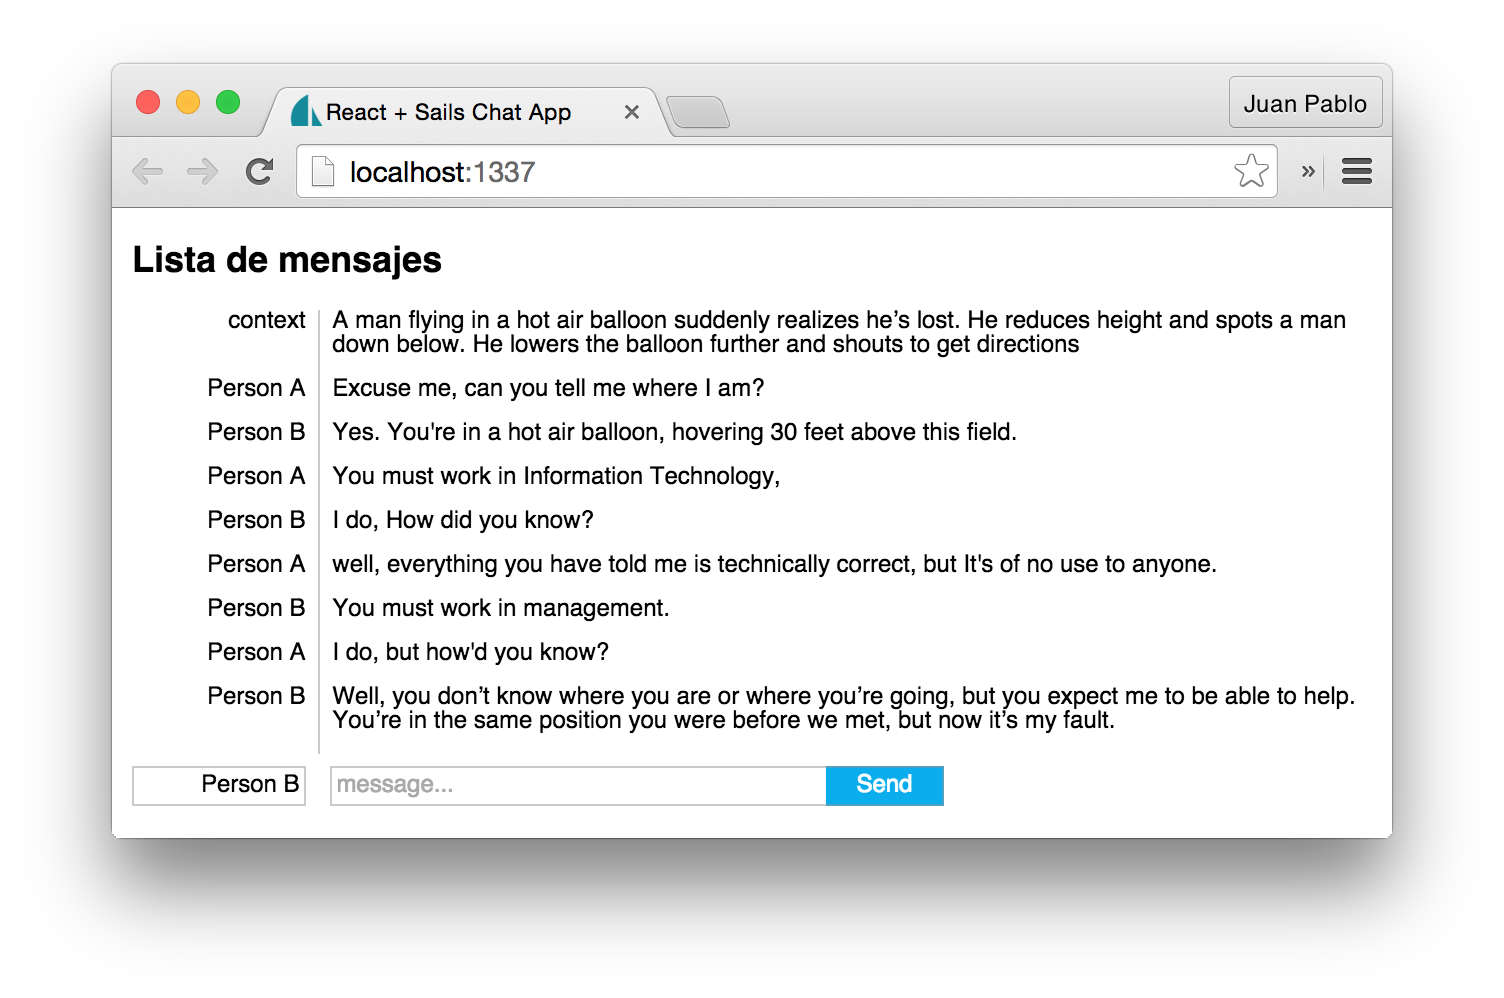 React + Sails Chat App
Juan Pablo
localhost:1337
»
Lista de mensajes
context A man flying in a hot air balloon suddenly realizes he’s lost. He reduces height and spots a man
down below. He lowers the balloon further and shouts to get directions
Person A Excuse me, can you tell me where I am?
Person B Yes. You're in a hot air balloon, hovering 30 feet above this field.
Person A You must work in Information Technology,
Person B I do, How did you know?
Person A well, everything you have told me is technically correct, but It's of no use to anyone.
Person B You must work in management.
Person A I do, but how'd you know?
Person B Well, you don’t know where you are or where you’re going, but you expect me to be able to help.
You’re in the same position you were before we met, but now it’s my fault.
Person B message... Send